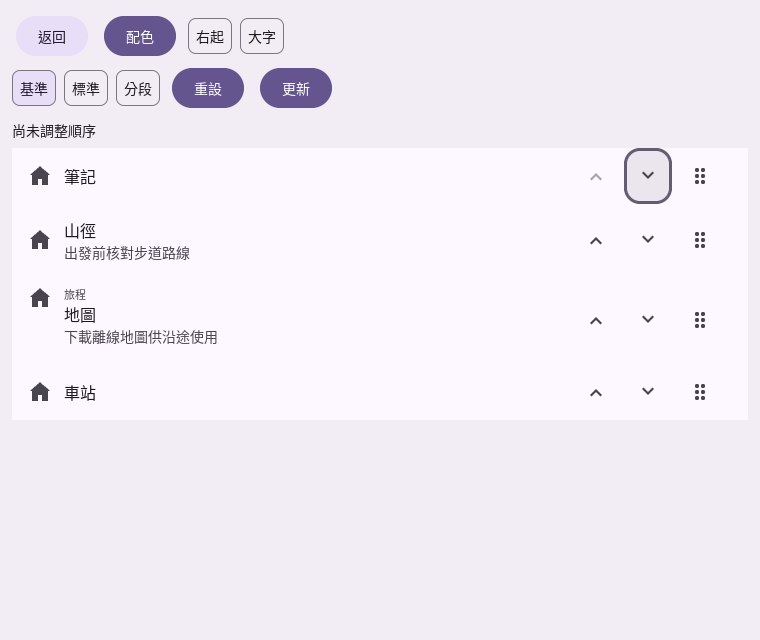 返回 配色 右起 大字
基準 標準 分段 重設 更新
尚未調整順序
筆記
山徑
出發前核對步道路線
旅程
地圖
下載離線地圖供沿途使用
車站